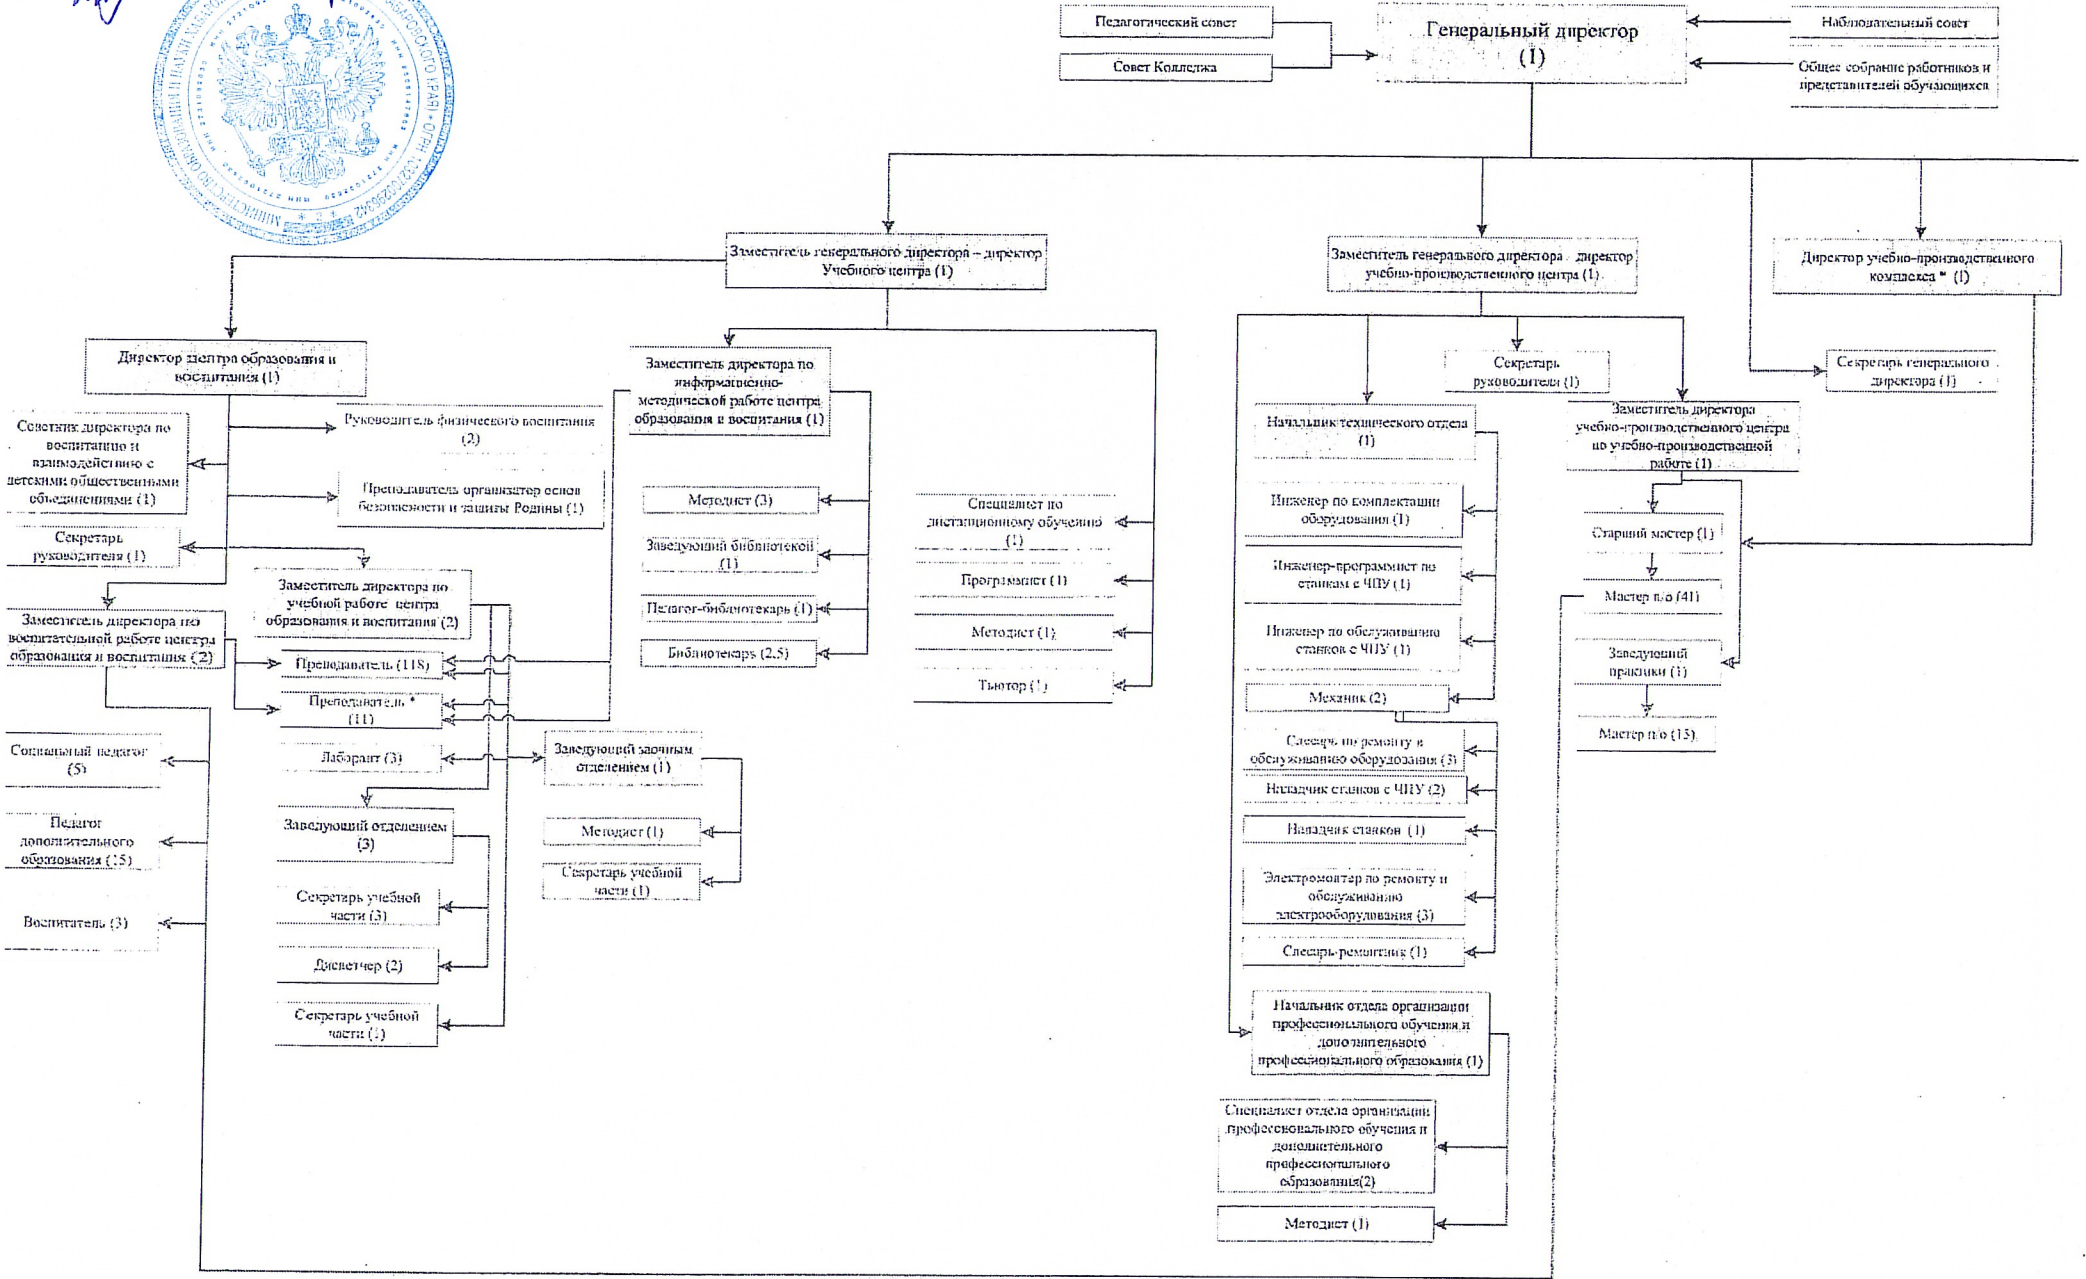 Педагогический совет
Совет Колледжа
Генеральный директор
(1)
Наблюдательный совет
Общее собрание работников и
представителей обучающихся
Заместитель генерального директора – директор
Учебного центра (1)
Заместитель генерального директора директор
учебно-производственного центра (1)
Директор учебно-производственного
комплекса * (1)
Директор центра образования и
воспитания (1)
Заместитель директора по
информационно-
методической работе центра
образования и воспитания (1)
Секретарь
руководителя (1)
Секретарь генерального
директора (1)
Советник директора по
воспитанию и
взаимодействию с
детскими общественными
объединениями (1)
Руководитель физического воспитания
(2)
Преподаватель организатор основ
безопасности и защиты Родины (1)
Секретарь
руководителя (1)
Заместитель директора по
учебной работе центра
образования и воспитания (2)
Заместитель директора по
воспитательной работе центра
образования и воспитания (2)
Преподаватель (118)
Преподаватель *
(11)
Лаборант (3)
Заведующий заочным
отделением (1)
Методист (1)
Секретарь учебной
части (1)
Социальный педагог
(5)
Педагог
дополнительного
образования (15)
Воспитатель (3)
Заведующий отделением
(3)
Секретарь учебной
части (3)
Диспетчер (2)
Секретарь учебной
части (1)
Методист (3)
Заведующий библиотекой
(1)
Педагог-библиотекарь (1)
Библиотекарь (2,5)
Специалист по
дистанционному обучению
(1)
Программист (1)
Методист (1)
Тьютор (1)
Начальник технического отдела
(1)
Инженер по комплектации
оборудования (1)
Инженер-программист по
станкам с ЧПУ (1)
Инженер по обслуживанию
станков с ЧПУ (1)
Механик (2)
Слесарь по ремонту и
обслуживанию оборудования (3)
Наладчик станков с ЧПУ (2)
Наладчик станков (1)
Электромонтер по ремонту и
обслуживанию
электрооборудования (3)
Слесарь-ремонтник (1)
Начальник отдела организации
профессионального обучения и
дополнительного
профессионального образования (1)
Специалист отдела организации
профессионального обучения и
дополнительного
профессионального
образования(2)
Методист (1)
Заместитель директора
учебно-производственного центра
по учебно-производственной
работе (1)
Старший мастер (1)
Мастер п/о (41)
Заведующий
практики (1)
Мастер п/о (15)